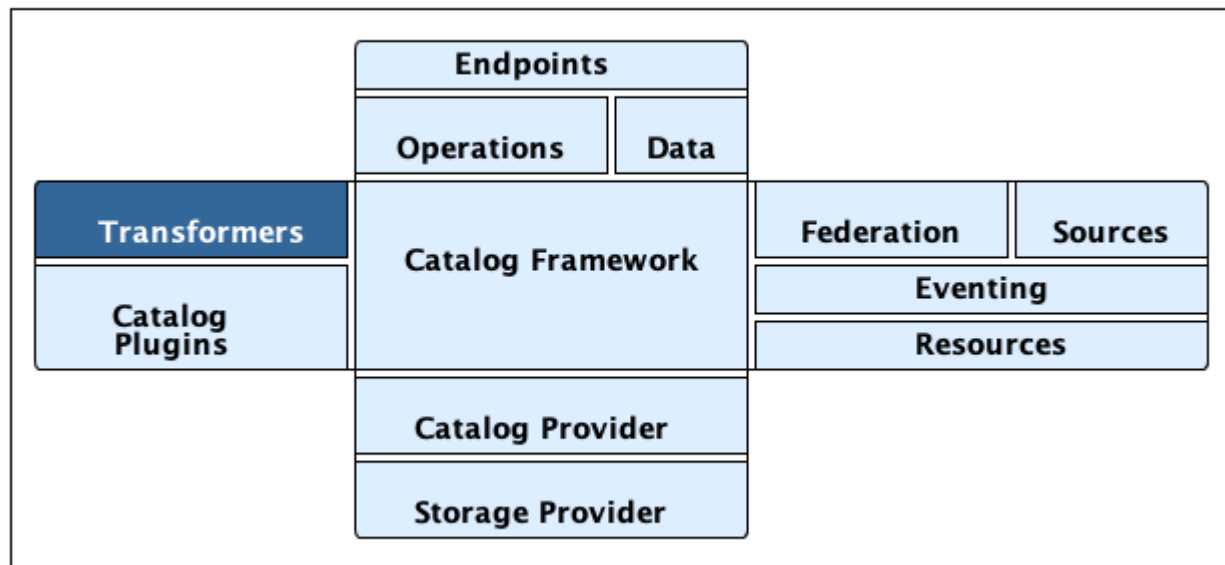 Endpoints
Operations
Data
Transformers
Catalog Framework
Federation
Sources
Catalog
Plugins
Eventing
Resources
Catalog Provider
Storage Provider